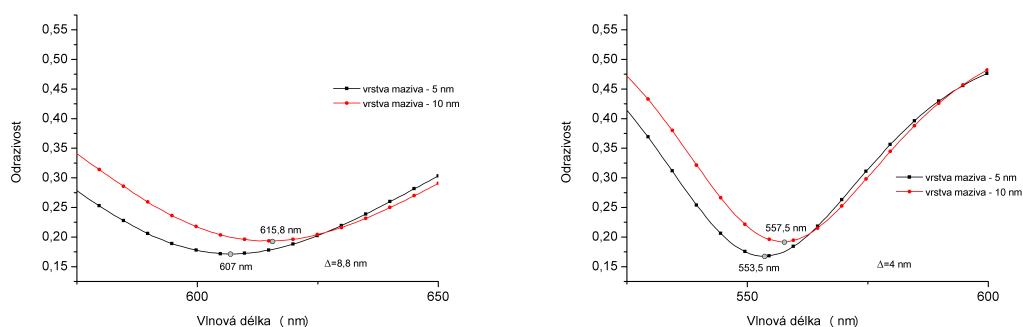 0,55
0,50
0,45
0,40
0,35
0,30
0,25
0,20
0,15
Odrazivost
vrstva maziva - 5 nm
vrstva maziva - 10 nm
615,8 nm
607 nm
Δ=8,8 nm
600
650
Vlnová délka ( nm)
0,55
0,50
0,45
0,40
0,35
0,30
0,25
0,20
0,15
Odrazivost
vrstva maziva - 5 nm
vrstva maziva - 10 nm
557,5 nm
553,5 nm
Δ=4 nm
550
600
Vlnová délka ( nm)